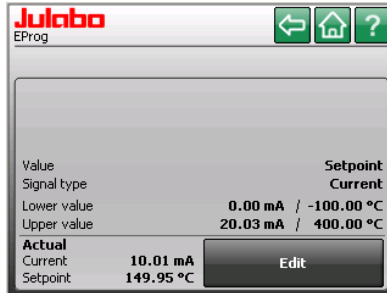 Julabo
EProg
?
Value Setpoint
Signal type Current
Lower value 0.00 mA / -100.00 °C
Upper value 20.03 mA / 400.00 °C
Actual
Current 10.01 mA
Setpoint 149.95 °C
Edit